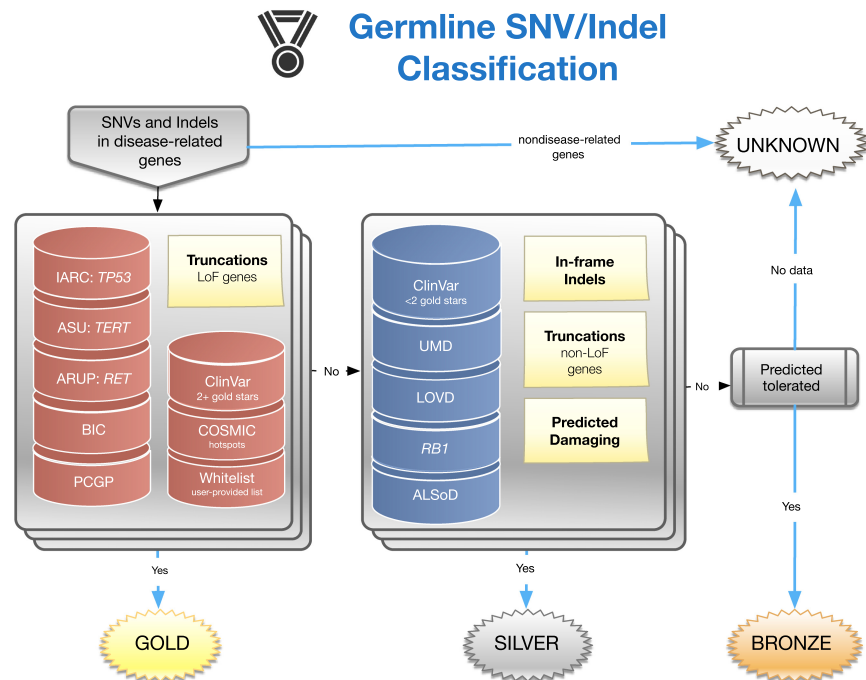 Germline SNV/Indel
Classification
SNVs and Indels
in disease-related
genes
nondisease-related
genes
UNKNOWN
IARC: TP53
ASU: TERT
ARUP: RET
BIC
PCGP
Truncations
LoF genes
ClinVar
2+ gold stars
COSMIC
hotspots
Whitelist
user-provided list
No
ClinVar
<2 gold stars
UMD
LOVD
RB1
ALSoD
In-frame
Indels
Truncations
non-LoF
genes
Predicted
Damaging
No
No data
Predicted
tolerated
Yes
Yes
Yes
GOLD
SILVER
BRONZE